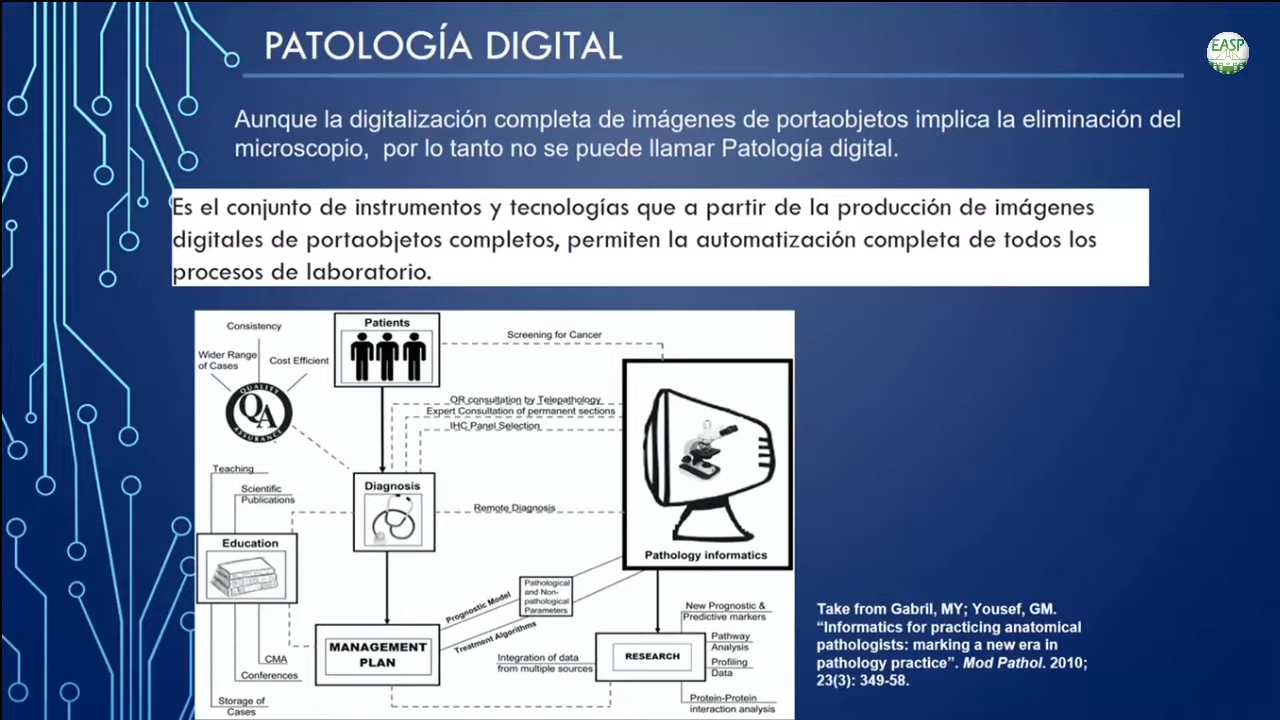 PATOLOGÍA DIGITAL
EASP
Aunque la digitalización completa de imágenes de portaobjetos implica la eliminación del
microscopio, por lo tanto no se puede llamar Patología digital.
Es el conjunto de instrumentos y tecnologías que a partir de la producción de imágenes
digitales de portaobjetos completos, permiten la automatización completa de todos los
procesos de laboratorio.
Patients
Consistency
Wider Range
of Cases
Cost Efficient
QUALITY
QA
ASSURANCE
Screening for Cancer
OR consultation by Telepathology
Expert Consultation of permanent sections
IHC Panel Selection
Teaching
Scientific
Publications
Diagnosis
Remote Diagnosis
Education
Pathology informatics
Pathological
and Non-
pathological
Parameters
Prognostic Model
Treatment Algorithms
MANAGEMENT
PLAN
CMA
Conferences
Storage of
Cases
Integration of data
from multiple sources
RESEARCH
New Prognostic &
Predictive markers
Pathway
Analysis
Profiling
Data
Protein-Protein
interaction analysis
Take from Gabril, MY; Yousef, GM.
“Informatics for practicing anatomical
pathologists: marking a new era in
pathology practice”. Mod Pathol. 2010;
23(3): 349-58.